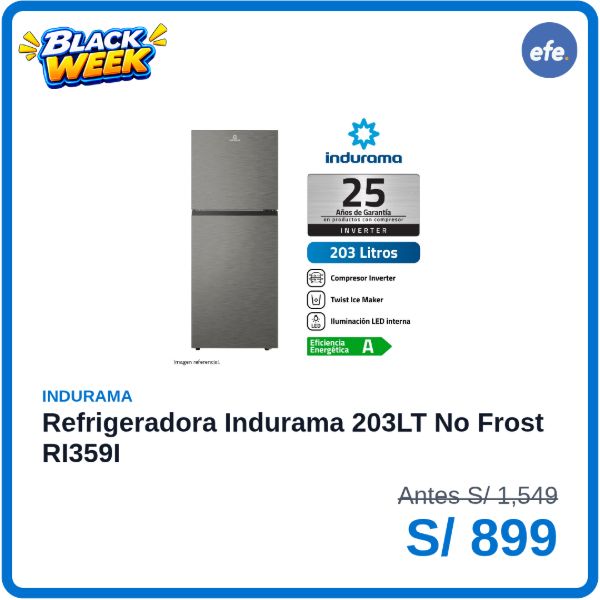 BLACK
WEEK
efe.
indurama
25
Años de Garantía
en productos con compresor
INVERTER
203 Litros
Compresor Inverter
Twist Ice Maker
LED
Iluminación LED interna
Eficiencia
Energética
A
Imagen referencial.
INDURAMA
Refrigeradora Indurama 203LT No Frost
RI359I
Antes S/ 1,549
S/ 899